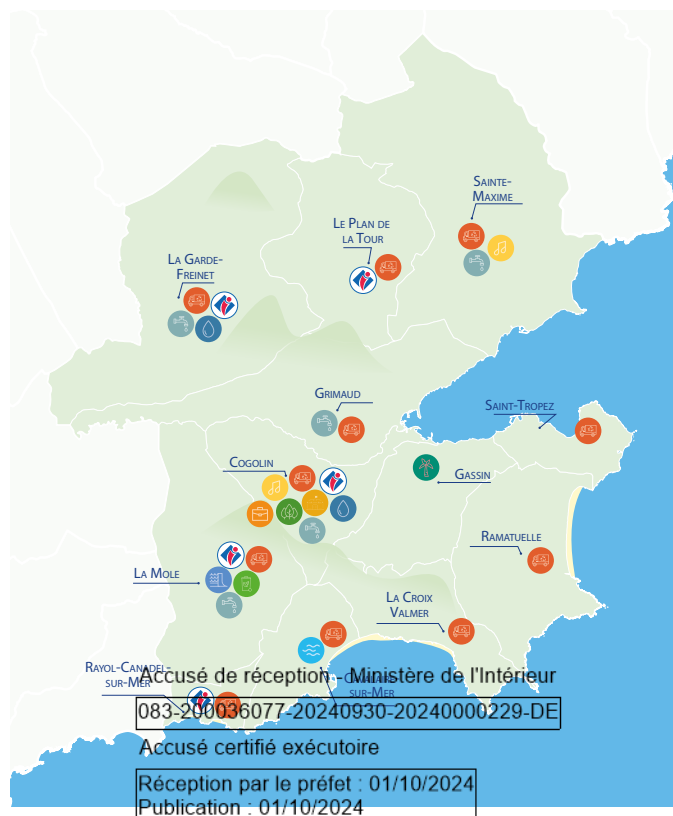 SAINTE-
MAXIME
LE PLAN DE
LA TOUR
LA GARDE-
FREINET
GRIMAUD
SAINT-TROPEZ
COGOLIN
GASSIN
RAMATUELLE
LA MOLE
LA CROIX
VALMER
RAYOL-CANADEL-
SUR-MER
CAVALAIRE-
SUR-MER
Accusé de réception - Ministère de l'Intérieur
083-200036077-20240930-20240000229-DE
Accusé certifié exécutoire
Réception par le préfet : 01/10/2024
Publication : 01/10/2024